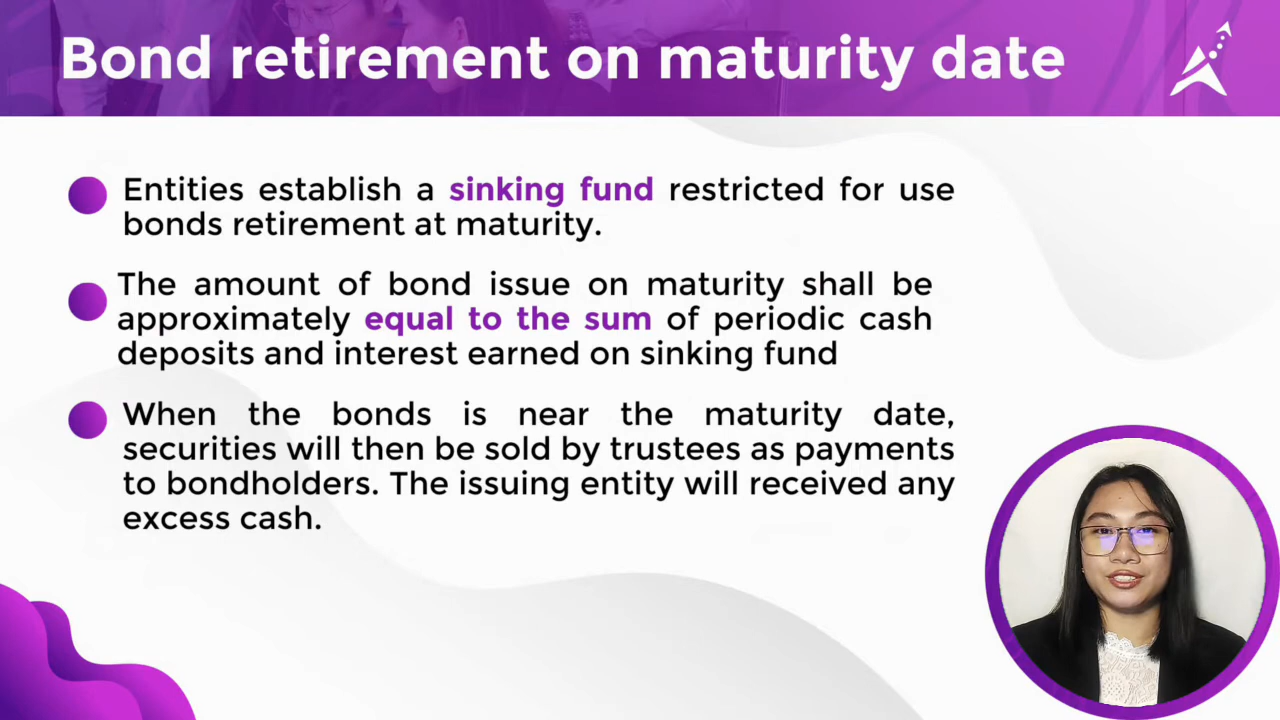 Bond retirement on maturity date
Entities establish a sinking fund restricted for use
bonds retirement at maturity.
The amount of bond issue on maturity shall be
approximately equal to the sum of periodic cash
deposits and interest earned on sinking fund
When the bonds is near the maturity date,
securities will then be sold by trustees as payments
to bondholders. The issuing entity will received any
excess cash.